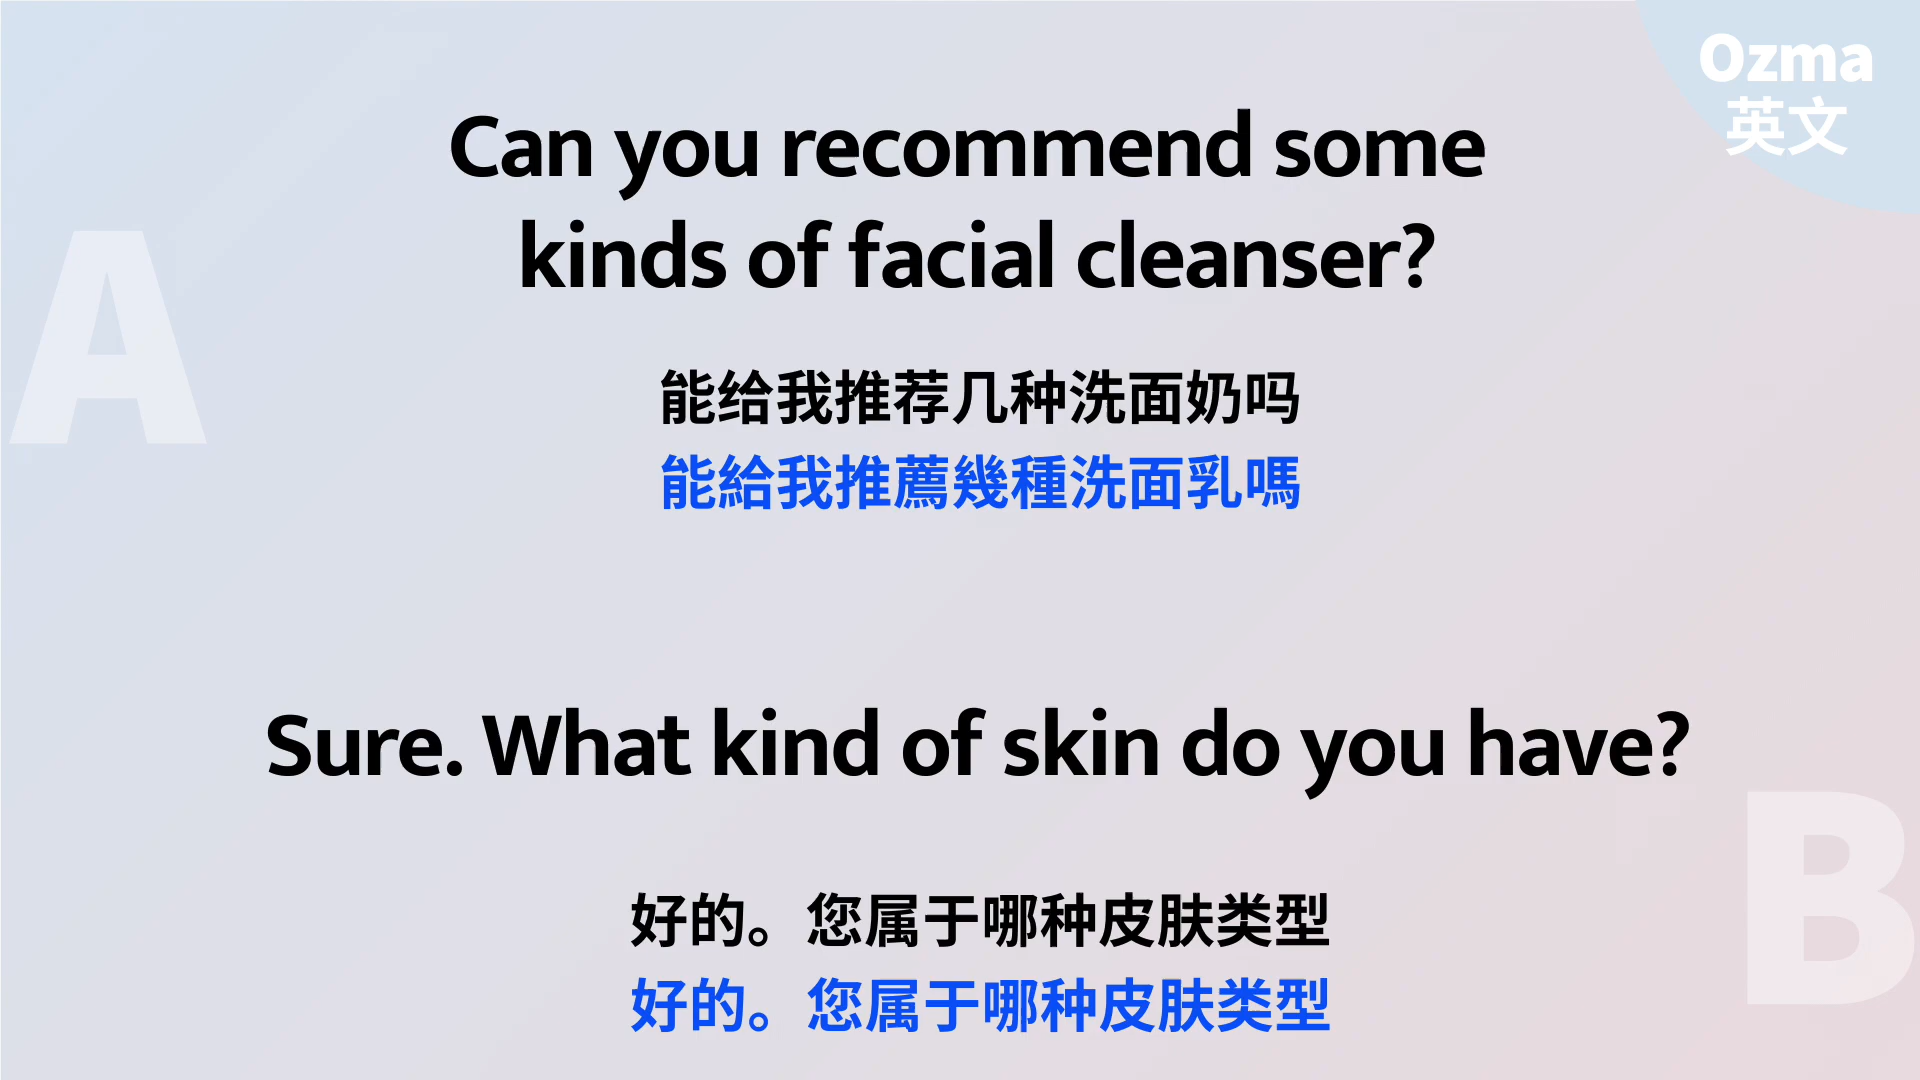 Ozma
英文
A
Can you recommend some
kinds of facial cleanser?
能给我推荐几种洗面奶吗
能給我推薦幾種洗面乳嗎
B
Sure. What kind of skin do you have?
好的。您属于哪种皮肤类型
好的。您属于哪种皮肤类型